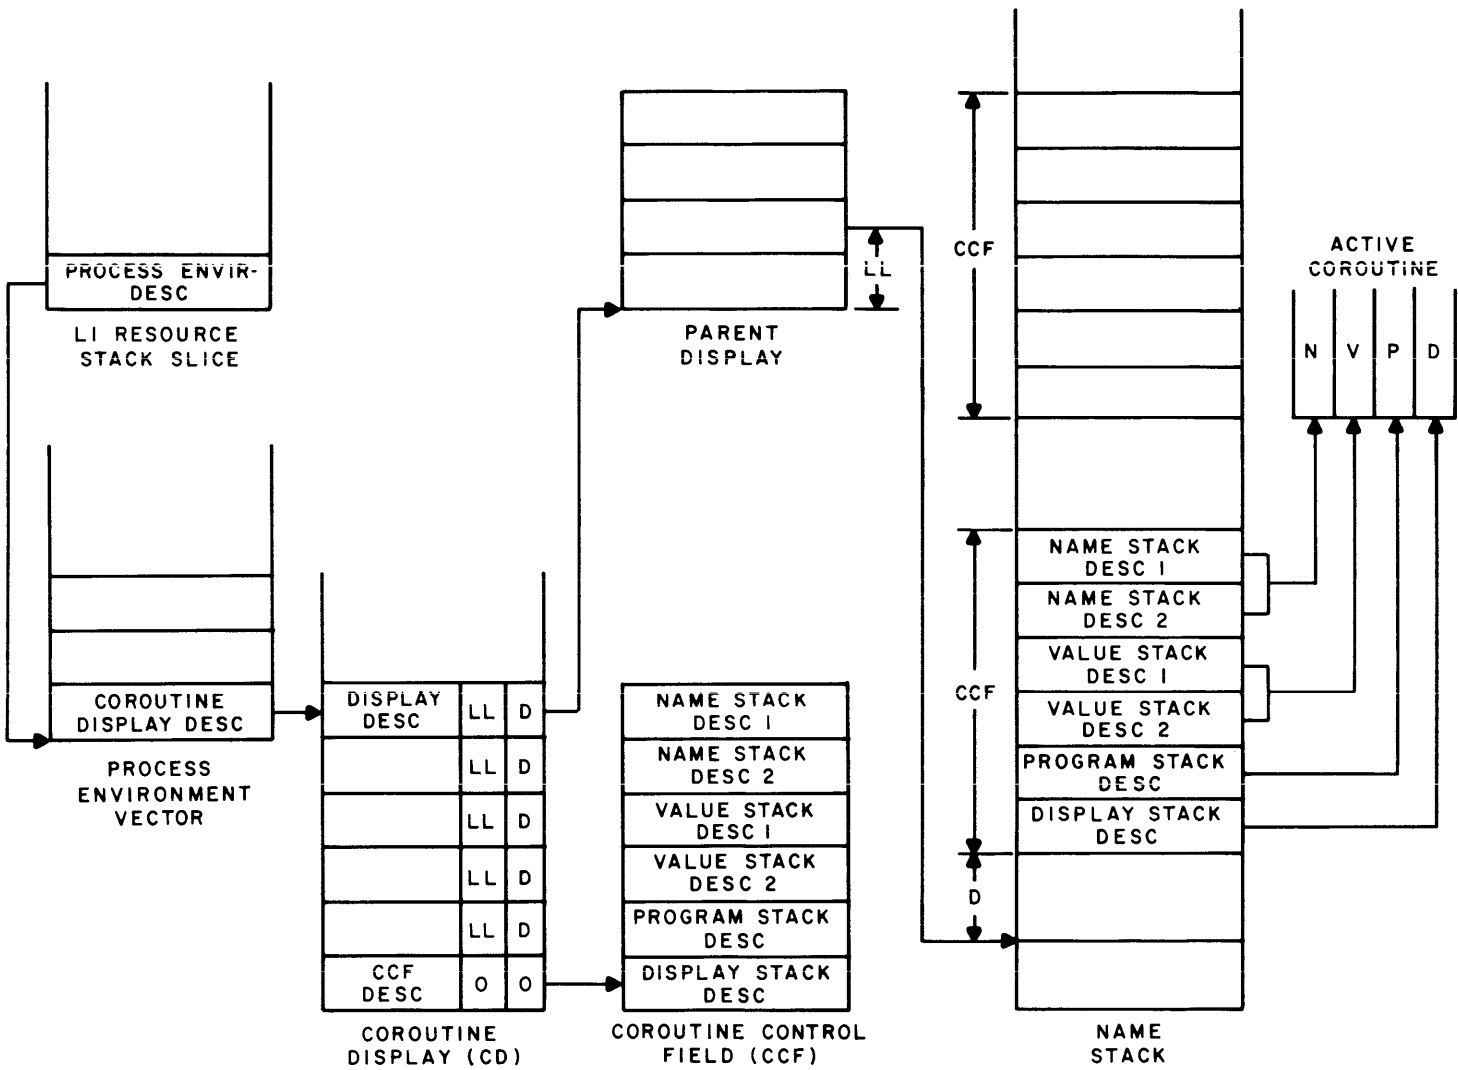 PROCESS ENVIR-
DESC
LI RESOURCE
STACK SLICE
COROUTINE
DISPLAY DESC
PROCESS
ENVIRONMENT
VECTOR
DISPLAY
DESC
LL D
LL D
LL D
LL D
LL D
CCF
DESC
O O
COROUTINE
DISPLAY (CD)
LL
PARENT
DISPLAY
NAME STACK
DESC I
NAME STACK
DESC 2
VALUE STACK
DESC I
VALUE STACK
DESC 2
PROGRAM STACK
DESC
DISPLAY STACK
DESC
COROUTINE CONTROL
FIELD (CCF)
CCF
CCF
D
NAME STACK
DESC I
NAME STACK
DESC 2
VALUE STACK
DESC I
VALUE STACK
DESC 2
PROGRAM STACK
DESC
DISPLAY STACK
DESC
NAME
STACK
ACTIVE
COROUTINE
N V P D